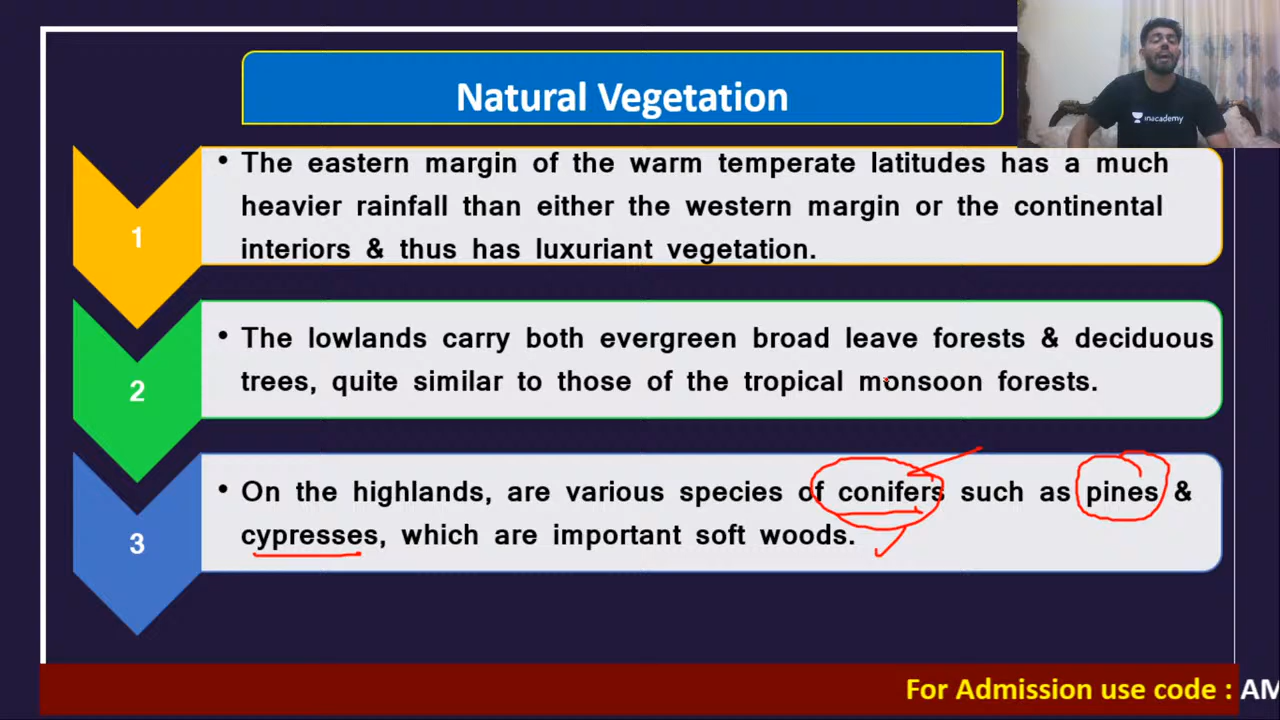 Natural Vegetation
unacademy
1
• The eastern margin of the warm temperate latitudes has a much
heavier rainfall than either the western margin or the continental
interiors & thus has luxuriant vegetation.
2
• The lowlands carry both evergreen broad leave forests & deciduous
trees, quite similar to those of the tropical monsoon forests.
3
• On the highlands, are various species of conifers such as pines &
cypresses, which are important soft woods.
For Admission use code : AM